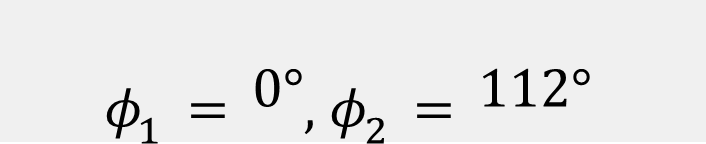 ϕ₁ = 0°, ϕ₂ = 112°